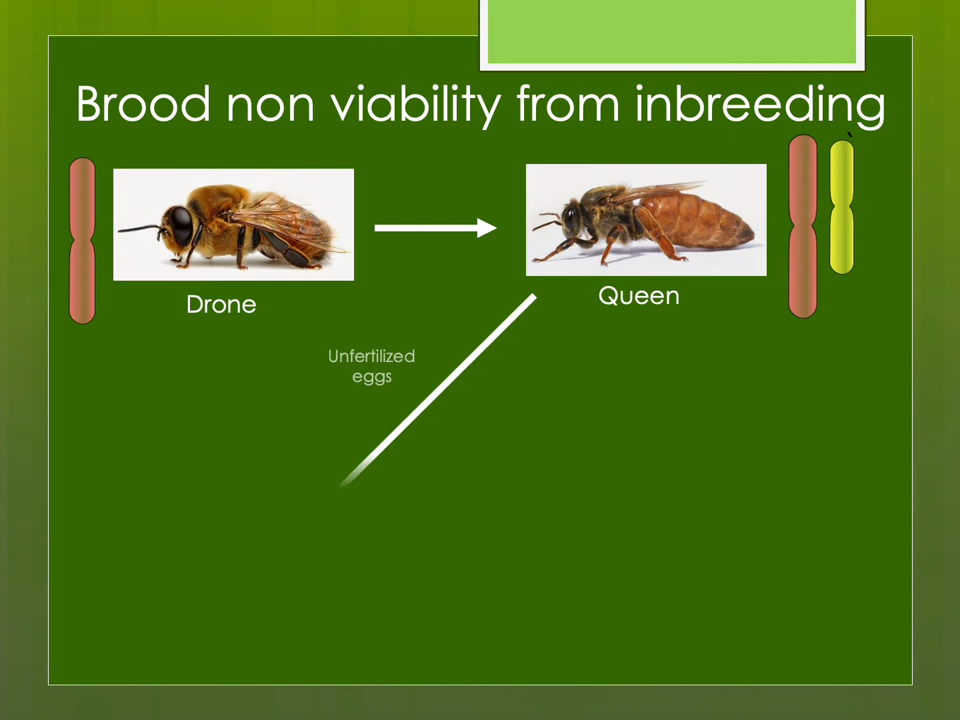 Brood non viability from inbreeding
`
Drone
Queen
Unfertilized
eggs